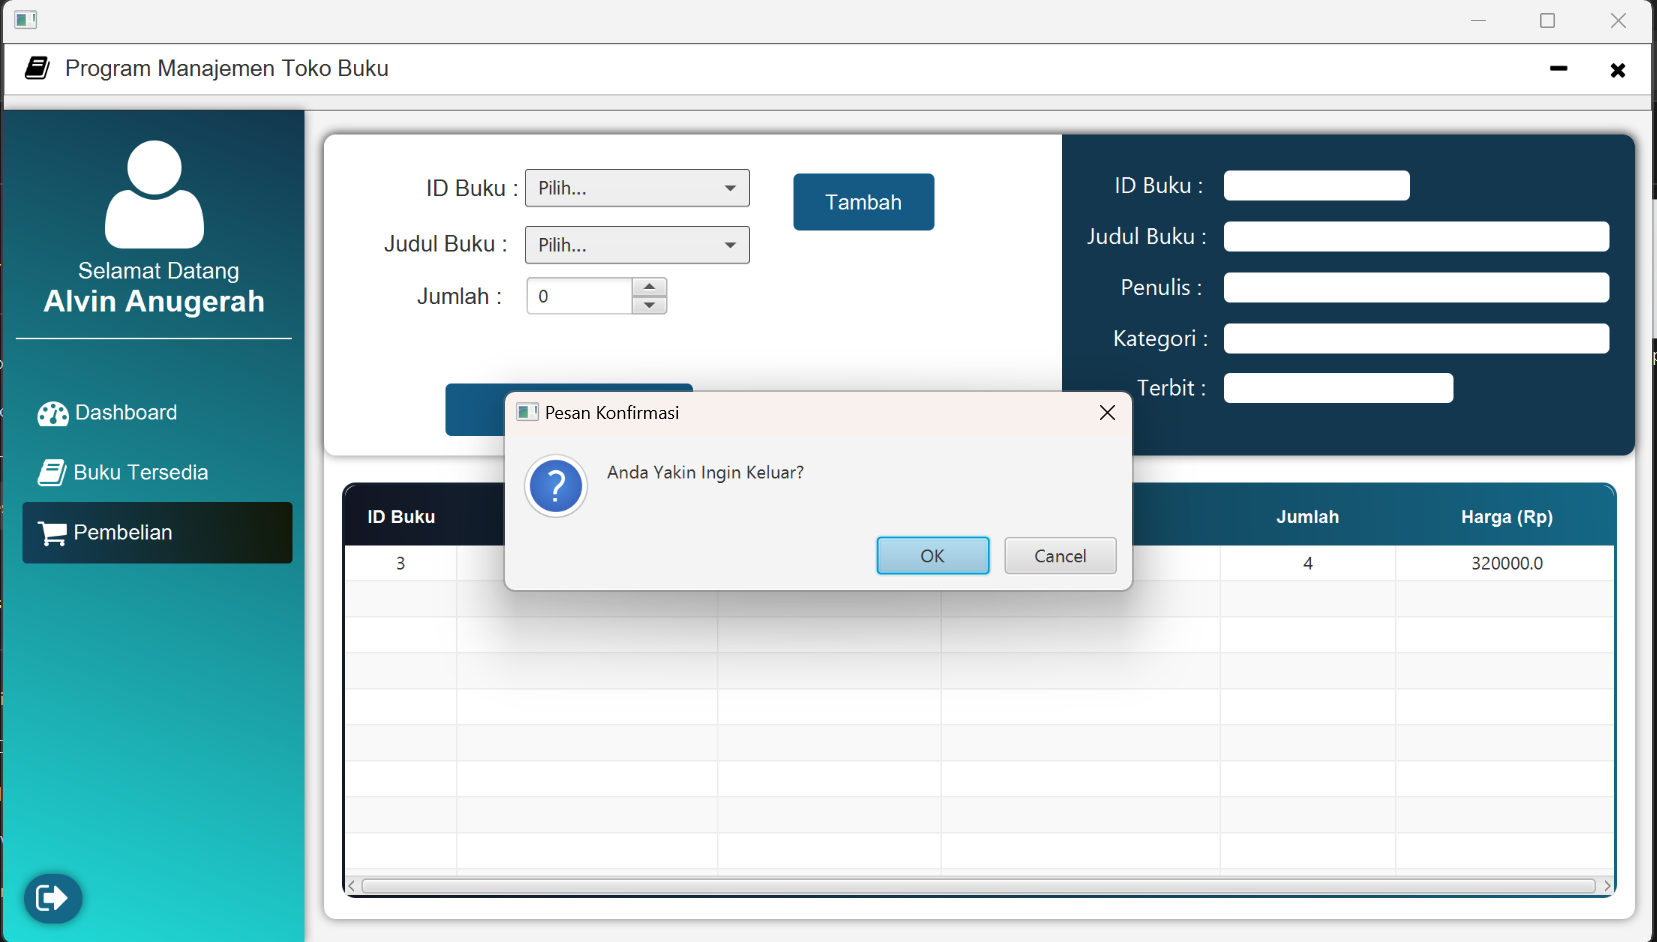 Program Manajemen Toko Buku
Selamat Datang
Alvin Anugerah
Dashboard
Buku Tersedia
Pembelian
ID Buku :
Pilih...
Tambah
Judul Buku :
Pilih...
Jumlah :
0
ID Buku :
Judul Buku :
Penulis :
Kategori :
Terbit :
Pesan Konfirmasi
?
Anda Yakin Ingin Keluar?
OK
Cancel
ID Buku
Jumlah
Harga (Rp)
3
4
320000.0